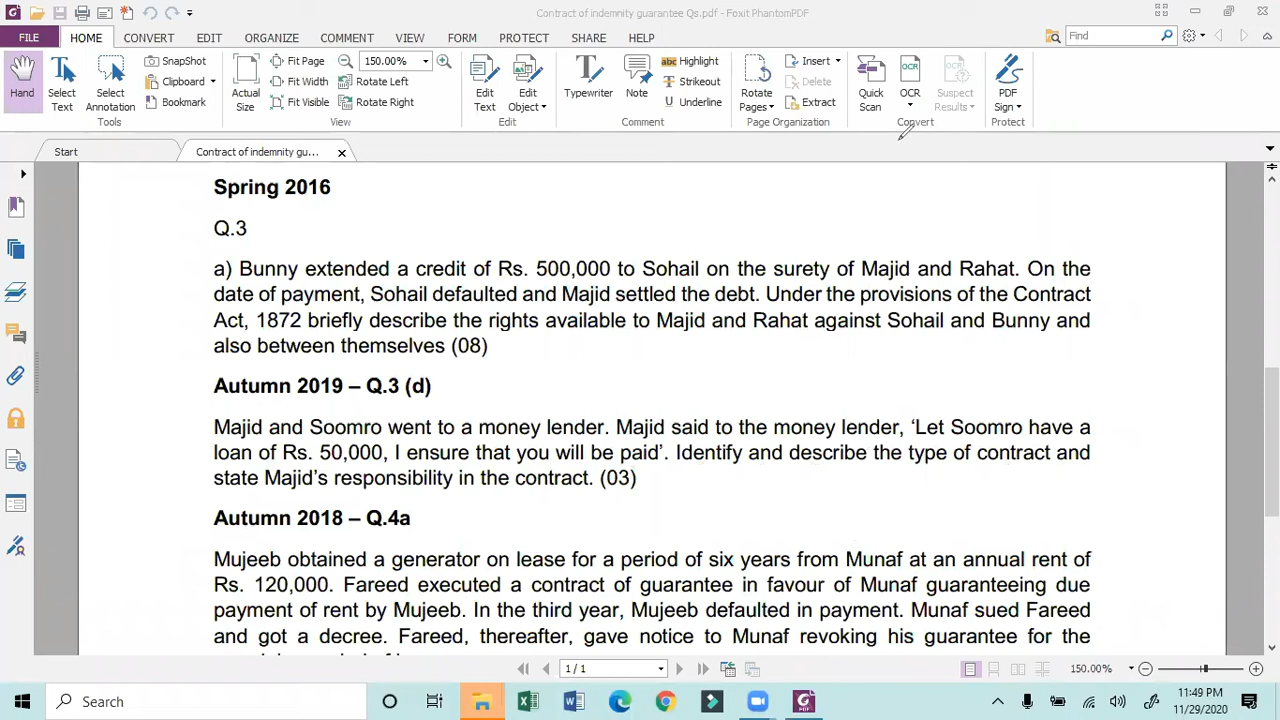 Contract of indemnity guarantee Qs.pdf - Foxit PhantomPDF
FILE HOME CONVERT EDIT ORGANIZE COMMENT VIEW FORM PROTECT SHARE HELP Find
Hand Select Text Select Annotation SnapShot Clipboard Bookmark
Tools
Actual Size Fit Page Fit Width Fit Visible 150.00% Rotate Left Rotate Right
View
Edit Text Edit Object
Edit
Typewriter Note abc Highlight Strikeout Underline
Comment
Rotate Pages Insert Delete Extract
Page Organization
Quick Scan OCR OCR Suspect Results
Convert
PDF Sign
Protect
Start Contract of indemnity gu...
Spring 2016
Q.3
a) Bunny extended a credit of Rs. 500,000 to Sohail on the surety of Majid and Rahat. On the
date of payment, Sohail defaulted and Majid settled the debt. Under the provisions of the Contract
Act, 1872 briefly describe the rights available to Majid and Rahat against Sohail and Bunny and
also between themselves (08)
Autumn 2019 – Q.3 (d)
Majid and Soomro went to a money lender. Majid said to the money lender, ‘Let Soomro have a
loan of Rs. 50,000, I ensure that you will be paid’. Identify and describe the type of contract and
state Majid’s responsibility in the contract. (03)
Autumn 2018 – Q.4a
Mujeeb obtained a generator on lease for a period of six years from Munaf at an annual rent of
Rs. 120,000. Fareed executed a contract of guarantee in favour of Munaf guaranteeing due
payment of rent by Mujeeb. In the third year, Mujeeb defaulted in payment. Munaf sued Fareed
and got a decree. Fareed, thereafter, gave notice to Munaf revoking his guarantee for the
1 / 1 150.00%
Search
11:49 PM
11/29/2020